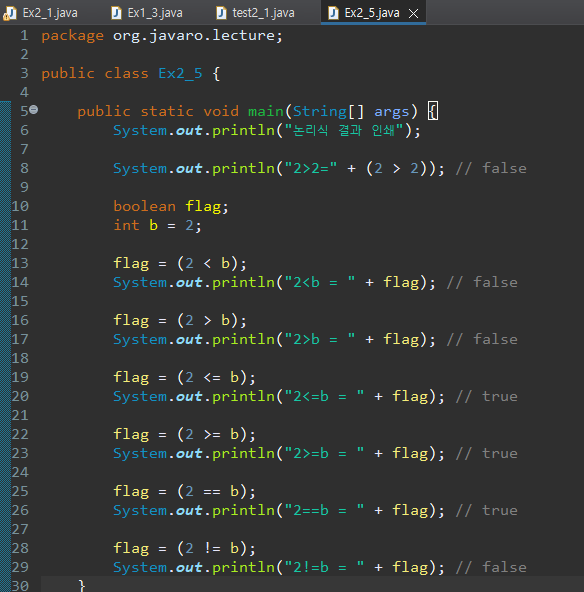 Ex2_1.java Ex1_3.java test2_1.java Ex2_5.java
1 package org.javaro.lecture;
2
3 public class Ex2_5 {
4
5 public static void main(String[] args) {
6 System.out.println("논리식 결과 인쇄");
7
8 System.out.println("2>2=" + (2 > 2)); // false
9
10 boolean flag;
11 int b = 2;
12
13 flag = (2 < b);
14 System.out.println("2<b = " + flag); // false
15
16 flag = (2 > b);
17 System.out.println("2>b = " + flag); // false
18
19 flag = (2 <= b);
20 System.out.println("2<=b = " + flag); // true
21
22 flag = (2 >= b);
23 System.out.println("2>=b = " + flag); // true
24
25 flag = (2 == b);
26 System.out.println("2==b = " + flag); // true
27
28 flag = (2 != b);
29 System.out.println("2!=b = " + flag); // false
30 }